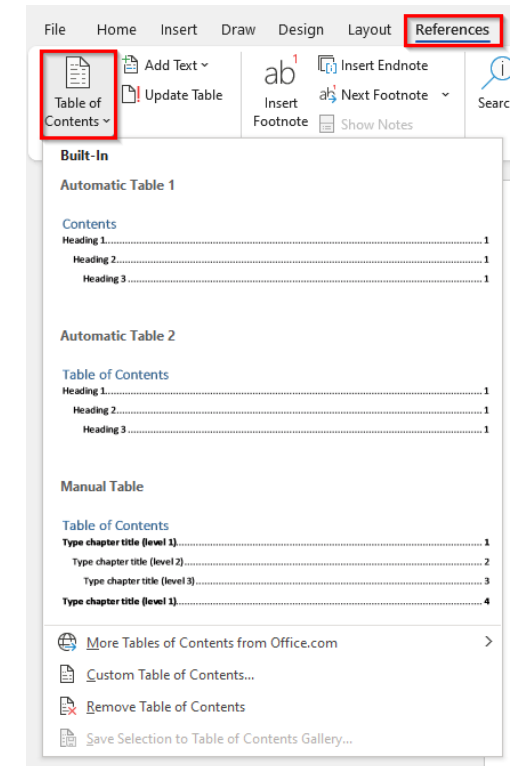 File Home Insert Draw Design Layout References
Table of Contents
Add Text
Update Table
ab1
Insert Footnote
Insert Endnote
ab Next Footnote
Show Notes
Built-In
Automatic Table 1
Contents
Heading 1 1
Heading 2 1
Heading 3 1
Automatic Table 2
Table of Contents
Heading 1 1
Heading 2 1
Heading 3 1
Manual Table
Table of Contents
Type chapter title (level 1) 1
Type chapter title (level 2) 2
Type chapter title (level 3) 3
Type chapter title (level 1) 4
More Tables of Contents from Office.com
Custom Table of Contents...
Remove Table of Contents
Save Selection to Table of Contents Gallery...